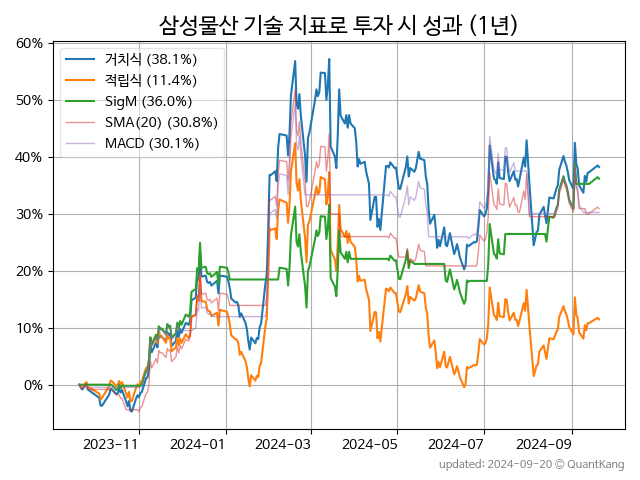 삼성물산 기술 지표로 투자 시 성과 (1년)
60%
50%
40%
30%
20%
10%
0%
거치식 (38.1%)
적립식 (11.4%)
SigM (36.0%)
SMA(20) (30.8%)
MACD (30.1%)
2023-11 2024-01 2024-03 2024-05 2024-07 2024-09
updated: 2024-09-20 © QuantKang